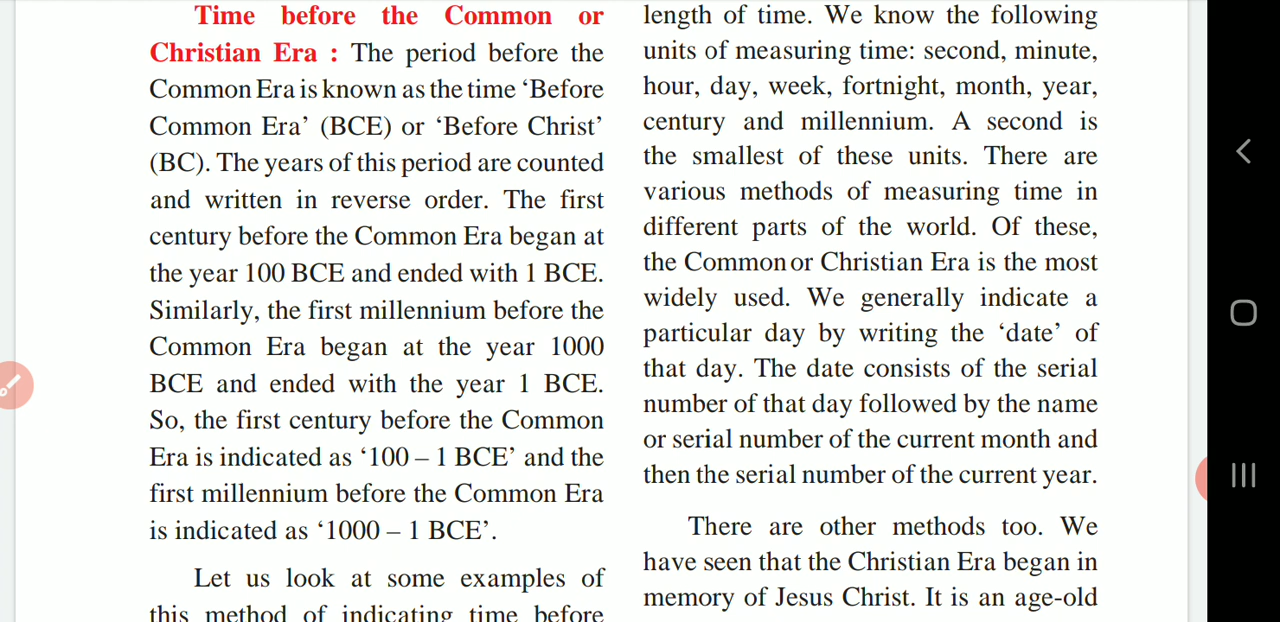 Time before the Common or
Christian Era : The period before the
Common Era is known as the time ‘Before
Common Era’ (BCE) or ‘Before Christ’
(BC). The years of this period are counted
and written in reverse order. The first
century before the Common Era began at
the year 100 BCE and ended with 1 BCE.
Similarly, the first millennium before the
Common Era began at the year 1000
BCE and ended with the year 1 BCE.
So, the first century before the Common
Era is indicated as ‘100 – 1 BCE’ and the
first millennium before the Common Era
is indicated as ‘1000 – 1 BCE’.
Let us look at some examples of
this method of indicating time before
length of time. We know the following
units of measuring time: second, minute,
hour, day, week, fortnight, month, year,
century and millennium. A second is
the smallest of these units. There are
various methods of measuring time in
different parts of the world. Of these,
the Common or Christian Era is the most
widely used. We generally indicate a
particular day by writing the ‘date’ of
that day. The date consists of the serial
number of that day followed by the name
or serial number of the current month and
then the serial number of the current year.
There are other methods too. We
have seen that the Christian Era began in
memory of Jesus Christ. It is an age-old